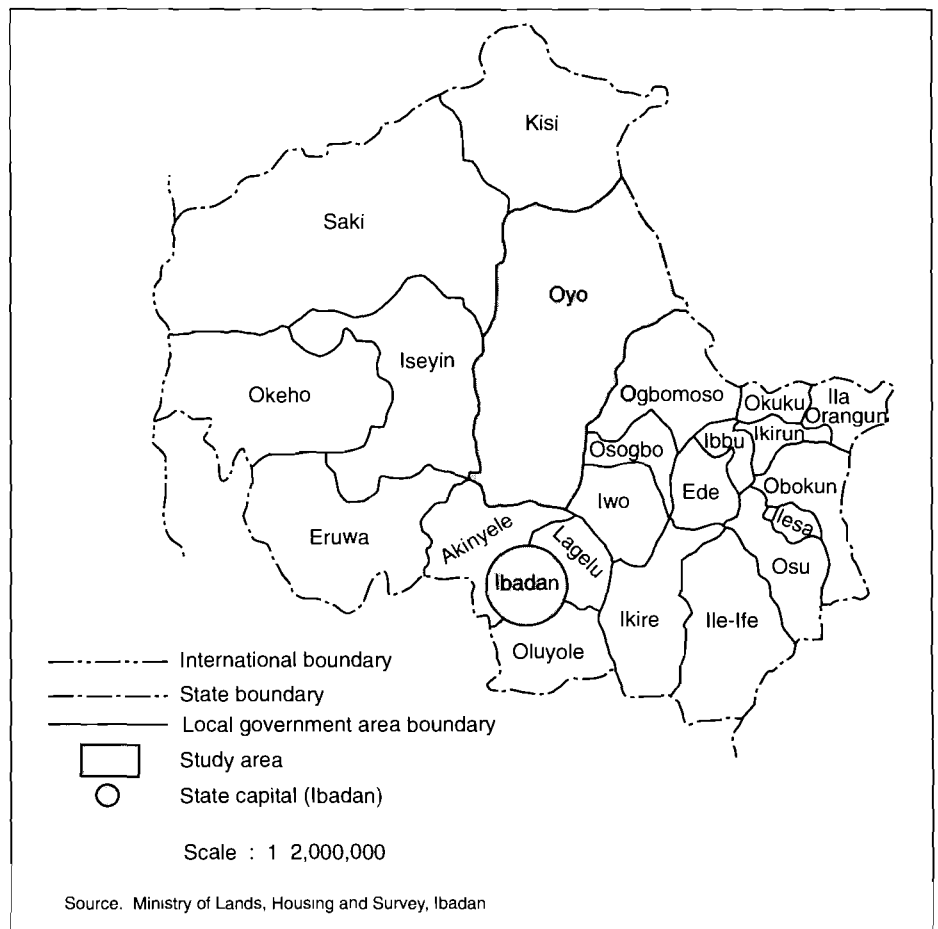 Kisi
Saki
Oyo
Iseyin
Okeho
Ogbomoso
Okuku
Ila
Orangun
Ikirun
Ibbu
Osogbo
Obokun
Ede
Iwo
Iesa
Akinyele
Eruwa
Lagelu
Osu
Ibadan
Ikire
Ile-Ife
Oluyole
International boundary
State boundary
Local government area boundary
Study area
State capital (Ibadan)
Scale : 1 2,000,000
Source. Ministry of Lands, Housing and Survey, Ibadan